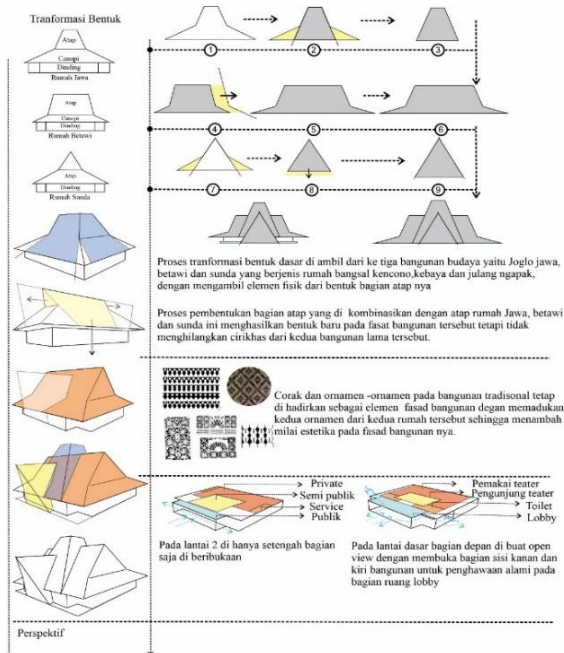 Tranformasi Bentuk
Atap
Canopi
Dinding
Rumah Jawa
Atap
Canopi
Dinding
Rumah Betawi
Atap
Dinding
Rumah Sunda
1
2
3
4
5
6
7
8
9
Proses tranformasi bentuk dasar di ambil dari ke tiga bangunan budaya yaitu Joglo jawa,
betawi dan sunda yang berjenis rumah bangsal kencono,kebaya dan julang ngapak,
dengan mengambil elemen fisik dari bentuk bagian atap nya
Proses pembentukan bagian atap yang di kombinasikan dengan atap rumah Jawa, betawi
dan sunda ini menghasilkan bentuk baru pada fasat bangunan tersebut tetapi tidak
menghilangkan cirikhas dari kedua bangunan lama tersebut.
Corak dan ornamen -ornamen pada bangunan tradisonal tetap
di hadirkan sebagai elemen fasad bangunan degan memadukan
kedua ornamen dari kedua rumah tersebut sehingga menambah
milai estetika pada fasad bangunan nya.
Private
Semi publik
Service
Publik
Pada lantai 2 di hanya setengah bagian
saja di beribukaan
Pemakai teater
Pengunjung teater
Toilet
Lobby
Pada lantai dasar bagian depan di buat open
view dengan membuka bagian sisi kanan dan
kiri bangunan untuk penghawaan alami pada
bagian ruang lobby
Perspektif